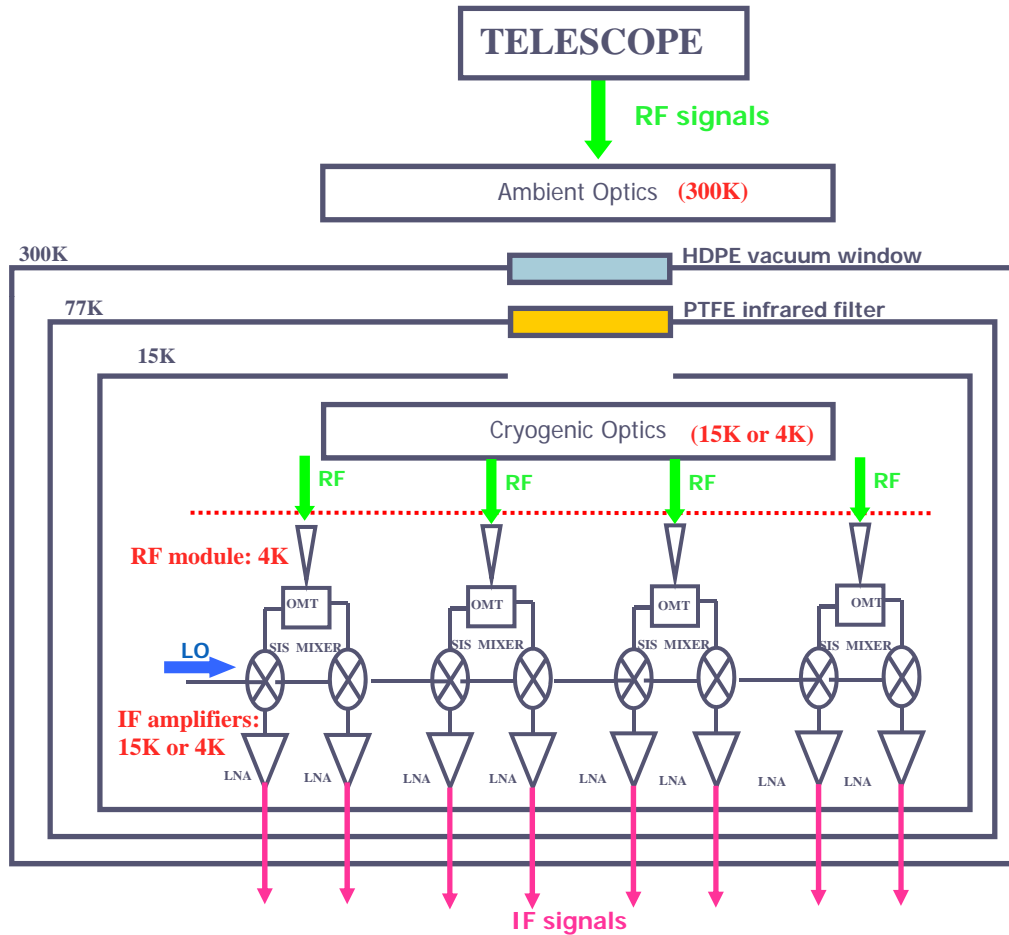 TELESCOPE
RF signals
Ambient Optics (300K)
300K
HDPE vacuum window
77K
PTFE infrared filter
15K
Cryogenic Optics (15K or 4K)
RF RF RF RF
RF module: 4K
OMT OMT OMT OMT
SIS MIXER SIS MIXER SIS MIXER SIS MIXER
LO
IF amplifiers:
15K or 4K
LNA LNA LNA LNA LNA LNA LNA LNA
IF signals